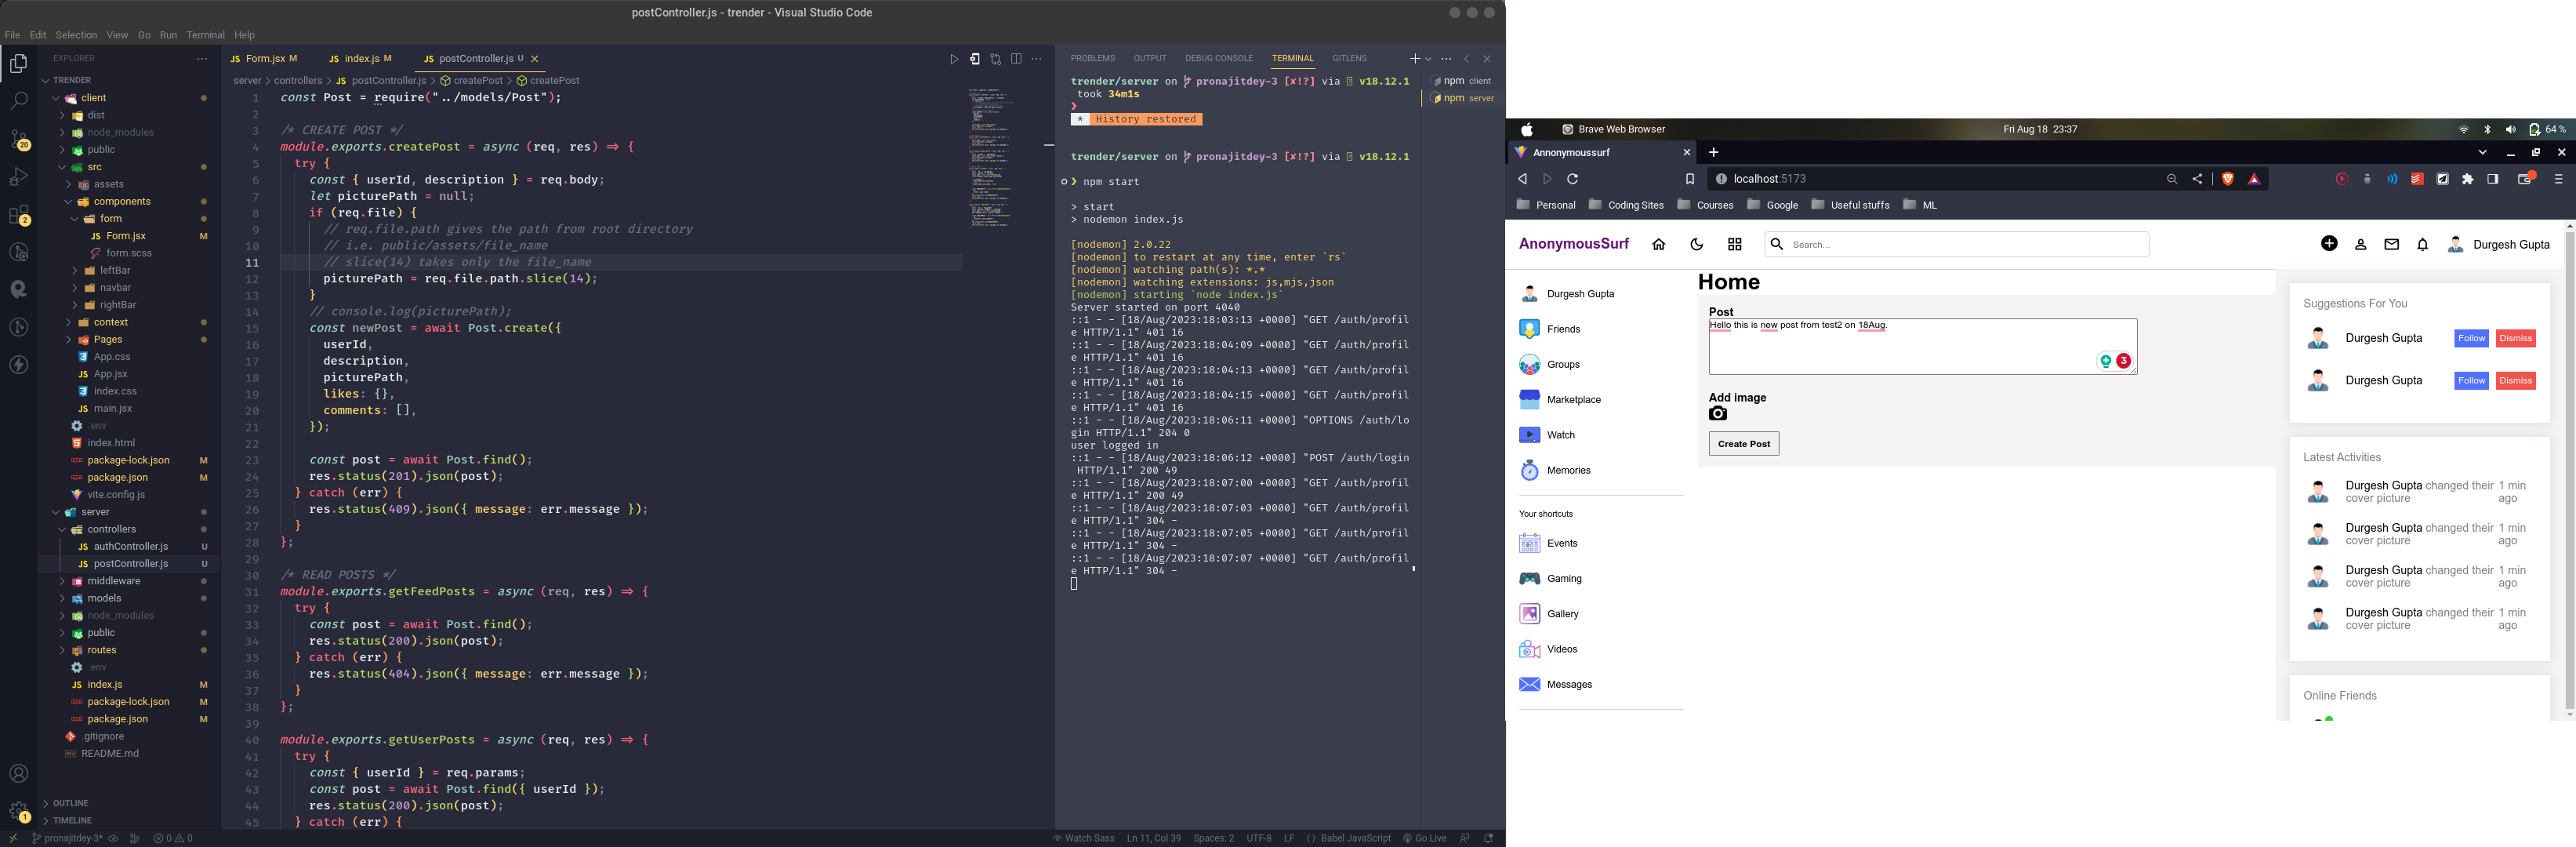 postController.js - trender - Visual Studio Code
File Edit Selection View Go Run Terminal Help
EXPLORER
TRENDER
client
dist
node_modules
public
src
assets
components
form
Form.jsx M
form.scss
leftBar
navbar
rightBar
context
Pages
App.css
App.jsx
index.css
main.jsx
.env
index.html
package-lock.json M
package.json M
vite.config.js
server
controllers
authController.js U
postController.js U
middleware
models
node_modules
public
routes
.env
index.js M
package-lock.json M
package.json M
.gitignore
README.md
OUTLINE
TIMELINE
20
2
1
JS Form.jsx M JS index.js M JS postController.js U
server > controllers > JS postController.js > createPost > createPost
1 const Post = require("../models/Post");
2
3 /* CREATE POST */
4 module.exports.createPost = async (req, res) => {
5 try {
6 const { userId, description } = req.body;
7 let picturePath = null;
8 if (req.file) {
9 // req.file.path gives the path from root directory
10 // i.e. public/assets/file_name
11 // slice(14) takes only the file_name
12 picturePath = req.file.path.slice(14);
13 }
14 // console.log(picturePath);
15 const newPost = await Post.create({
16 userId,
17 description,
18 picturePath,
19 likes: {},
20 comments: [],
21 });
22
23 const post = await Post.find();
24 res.status(201).json(post);
25 } catch (err) {
26 res.status(409).json({ message: err.message });
27 }
28 };
29
30 /* READ POSTS */
31 module.exports.getFeedPosts = async (req, res) => {
32 try {
33 const post = await Post.find();
34 res.status(200).json(post);
35 } catch (err) {
36 res.status(404).json({ message: err.message });
37 }
38 };
39
40 module.exports.getUserPosts = async (req, res) => {
41 try {
42 const { userId } = req.params;
43 const post = await Post.find({ userId });
44 res.status(200).json(post);
45 } catch (err) {
PROBLEMS OUTPUT DEBUG CONSOLE TERMINAL GITLENS
npm client
npm server
trender/server on pronajitdey-3 [✘!?] via v18.12.1
took 34m1s
❯
* History restored
trender/server on pronajitdey-3 [✘!?] via v18.12.1
❯ npm start
> start
> nodemon index.js
[nodemon] 2.0.22
[nodemon] to restart at any time, enter `rs`
[nodemon] watching path(s): *.*
[nodemon] watching extensions: js,mjs,json
[nodemon] starting `node index.js`
Server started on port 4040
::1 - - [18/Aug/2023:18:03:13 +0000] "GET /auth/profil
e HTTP/1.1" 401 16
::1 - - [18/Aug/2023:18:04:09 +0000] "GET /auth/profil
e HTTP/1.1" 401 16
::1 - - [18/Aug/2023:18:04:13 +0000] "GET /auth/profil
e HTTP/1.1" 401 16
::1 - - [18/Aug/2023:18:04:15 +0000] "GET /auth/profil
e HTTP/1.1" 401 16
::1 - - [18/Aug/2023:18:06:11 +0000] "OPTIONS /auth/lo
gin HTTP/1.1" 204 0
user logged in
::1 - - [18/Aug/2023:18:06:12 +0000] "POST /auth/login
HTTP/1.1" 200 49
::1 - - [18/Aug/2023:18:07:00 +0000] "GET /auth/profil
e HTTP/1.1" 200 49
::1 - - [18/Aug/2023:18:07:03 +0000] "GET /auth/profil
e HTTP/1.1" 304 -
::1 - - [18/Aug/2023:18:07:05 +0000] "GET /auth/profil
e HTTP/1.1" 304 -
::1 - - [18/Aug/2023:18:07:07 +0000] "GET /auth/profil
e HTTP/1.1" 304 -
pronajitdey-3* 0 0 Watch Sass Ln 11, Col 39 Spaces: 2 UTF-8 LF {} Babel JavaScript Go Live
Brave Web Browser Fri Aug 18 23:37 64 %
Annonymoussurf
localhost:5173
Personal Coding Sites Courses Google Useful stuffs ML
AnonymousSurf Search... Durgesh Gupta
Durgesh Gupta
Friends
Groups
Marketplace
Watch
Memories
Your shortcuts
Events
Gaming
Gallery
Videos
Messages
Home
Post
Hello this is new post from test2 on 18Aug.
3
Add image
Create Post
Suggestions For You
Durgesh Gupta Follow Dismiss
Durgesh Gupta Follow Dismiss
Latest Activities
Durgesh Gupta changed their 1 min
cover picture ago
Durgesh Gupta changed their 1 min
cover picture ago
Durgesh Gupta changed their 1 min
cover picture ago
Durgesh Gupta changed their 1 min
cover picture ago
Online Friends